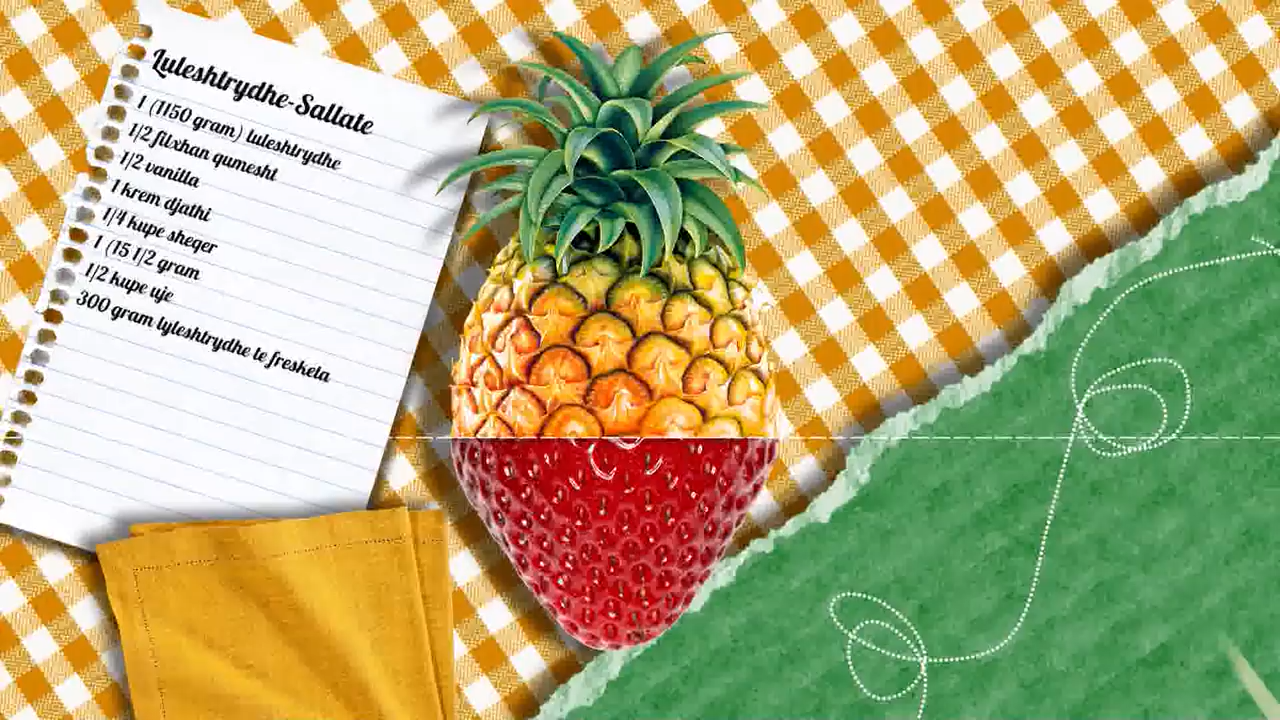 Luleshtrydhe-Sallate
1 (1150 gram) luleshtrydhe
1/2 filxhan qumesht
1/2 vanilla
1 krem djathi
1/4 kupe sheqer
1 (15 1/2 gram
1/2 kupe uje
300 gram lyleshtrydhe te freskela